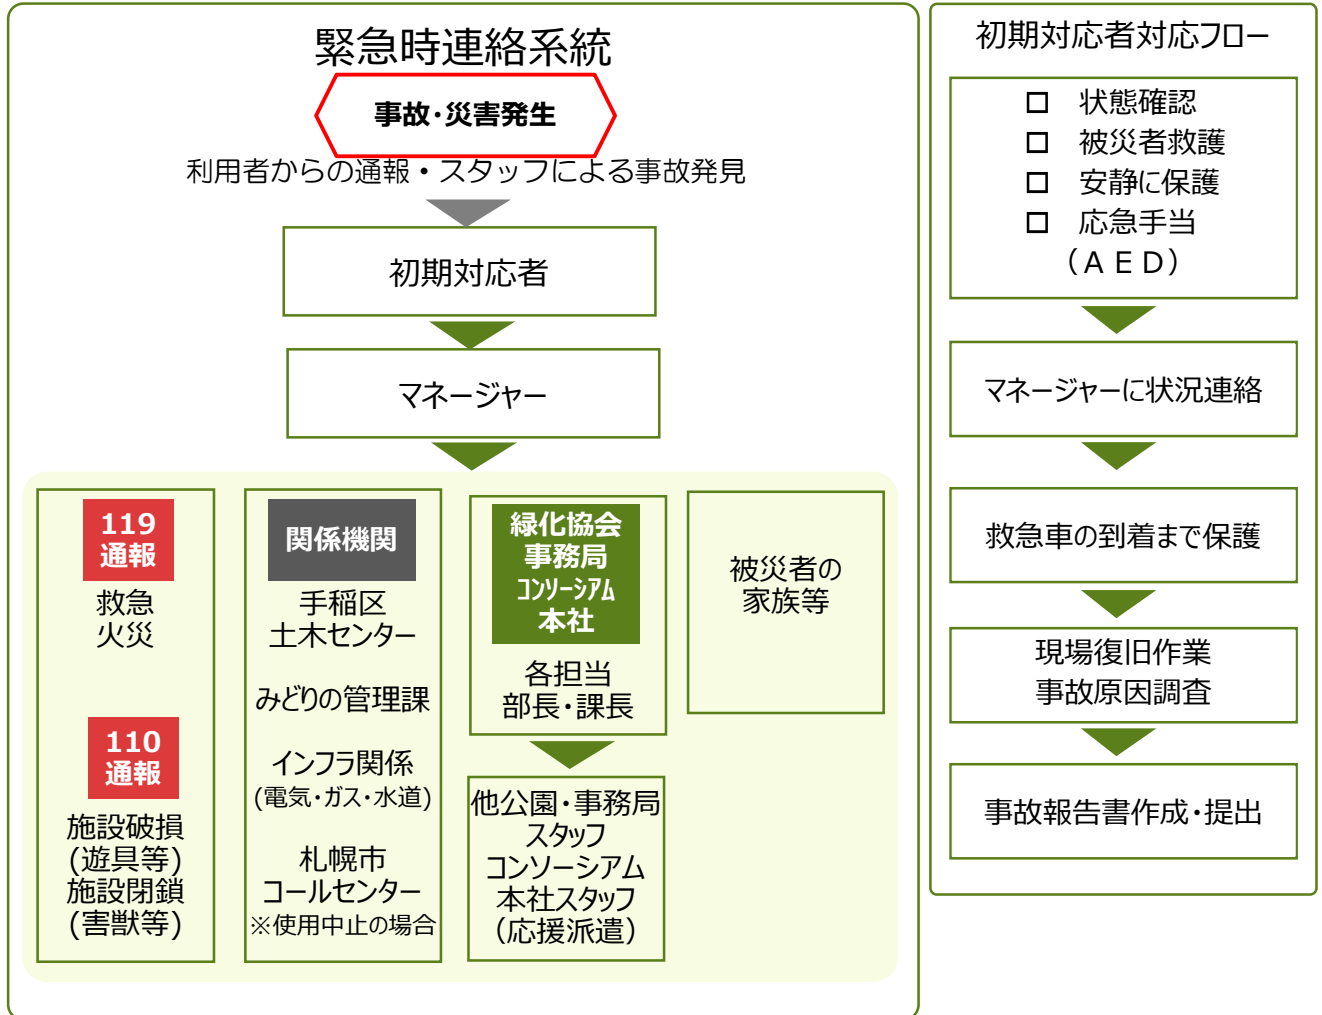 緊急時連絡系統
事故・災害発生
利用者からの通報・スタッフによる事故発見
初期対応者
マネージャー
119
通報
救急
火災
110
通報
施設破損
(遊具等)
施設閉鎖
(害獣等)
関係機関
手稲区
土木センター
みどりの管理課
インフラ関係
(電気・ガス・水道)
札幌市
コールセンター
※使用中止の場合
緑化協会
事務局
コンソーシアム
本社
各担当
部長・課長
他公園・事務局
スタッフ
コンソーシアム
本社スタッフ
（応援派遣）
被災者の
家族等
初期対応者対応フロー
□ 状態確認
□ 被災者救護
□ 安静に保護
□ 応急手当
（ＡＥＤ）
マネージャーに状況連絡
救急車の到着まで保護
現場復旧作業
事故原因調査
事故報告書作成・提出